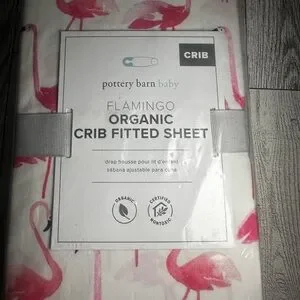 CRIB
pottery barn baby
FLAMINGO
ORGANIC
CRIB FITTED SHEET
drap housse pour lit d'enfant
sábana ajustable para cuna
ORGANIC
CERTIFIED
NONTOXIC